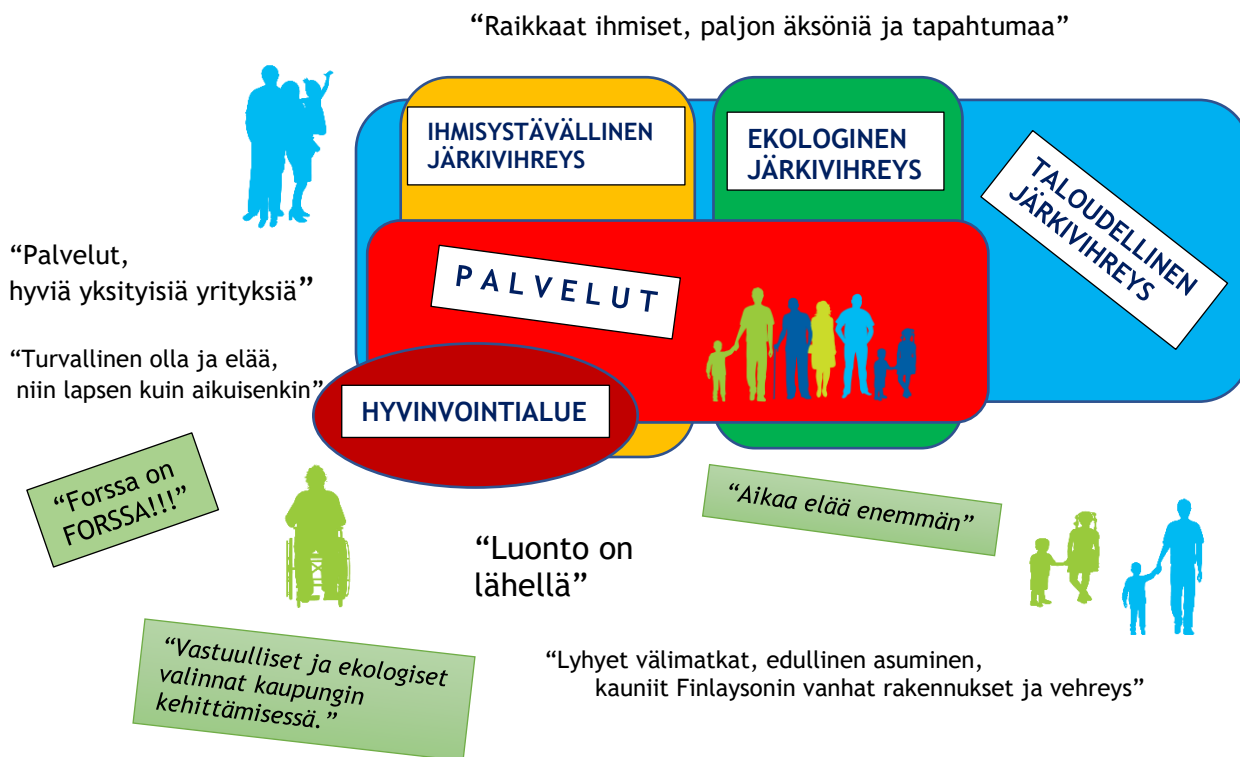 “Raikkaat ihmiset, paljon äksöniä ja tapahtumaa”
IHMISYSTÄVÄLLINEN
JÄRKIVIHREYS
EKOLOGINEN
JÄRKIVIHREYS
TALOUDELLINEN
JÄRKIVIHREYS
“Palvelut,
hyviä yksityisiä yrityksiä”
P A L V E L U T
“Turvallinen olla ja elää,
niin lapsen kuin aikuisenkin”
HYVINVOINTIALUE
“Forssa on
FORSSA!!!”
“Aikaa elää enemmän”
“Luonto on
lähellä”
“Vastuulliset ja ekologiset
valinnat kaupungin
kehittämisessä.”
“Lyhyet välimatkat, edullinen asuminen,
kauniit Finlaysonin vanhat rakennukset ja vehreys”